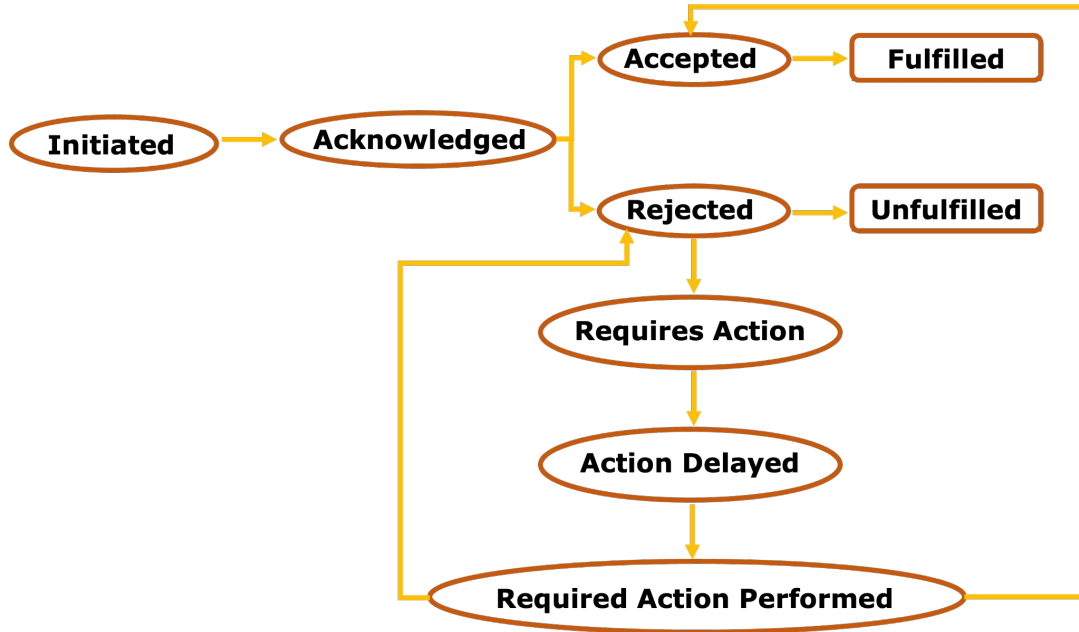 Accepted
Fulfilled
Initiated
Acknowledged
Rejected
Unfulfilled
Requires Action
Action Delayed
Required Action Performed